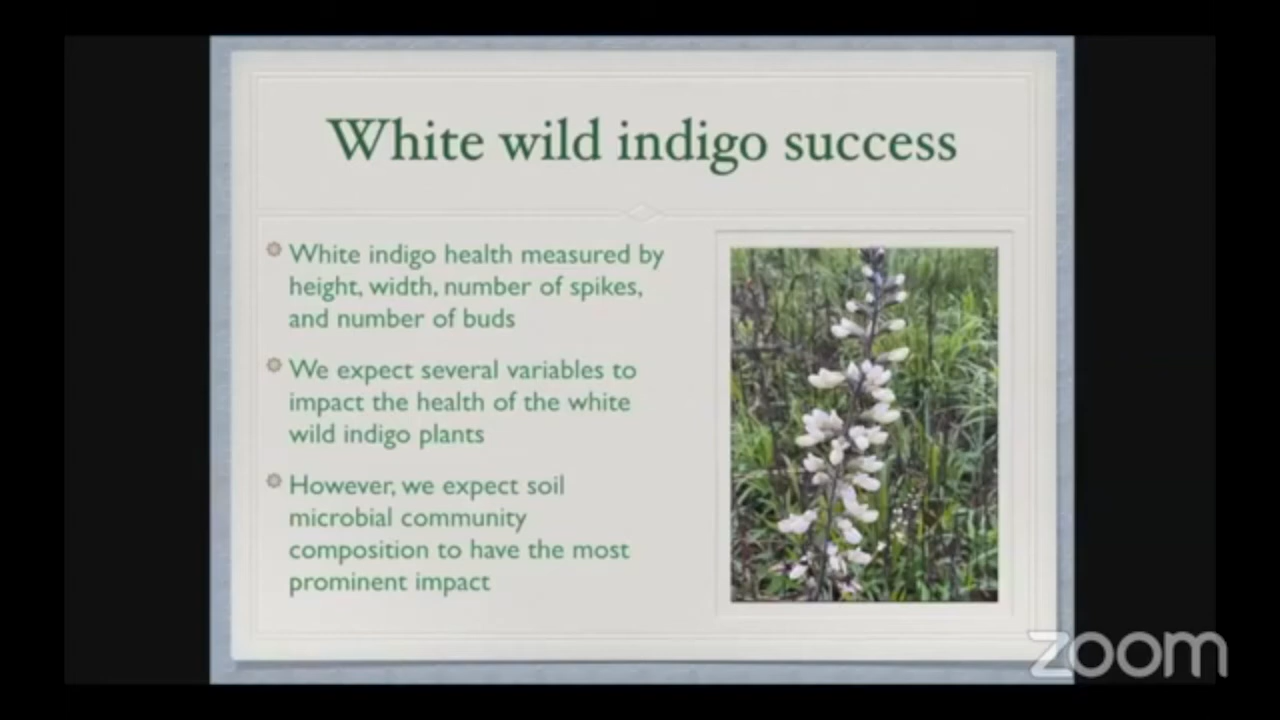 White wild indigo success
White indigo health measured by
height, width, number of spikes,
and number of buds
We expect several variables to
impact the health of the white
wild indigo plants
However, we expect soil
microbial community
composition to have the most
prominent impact
zoom